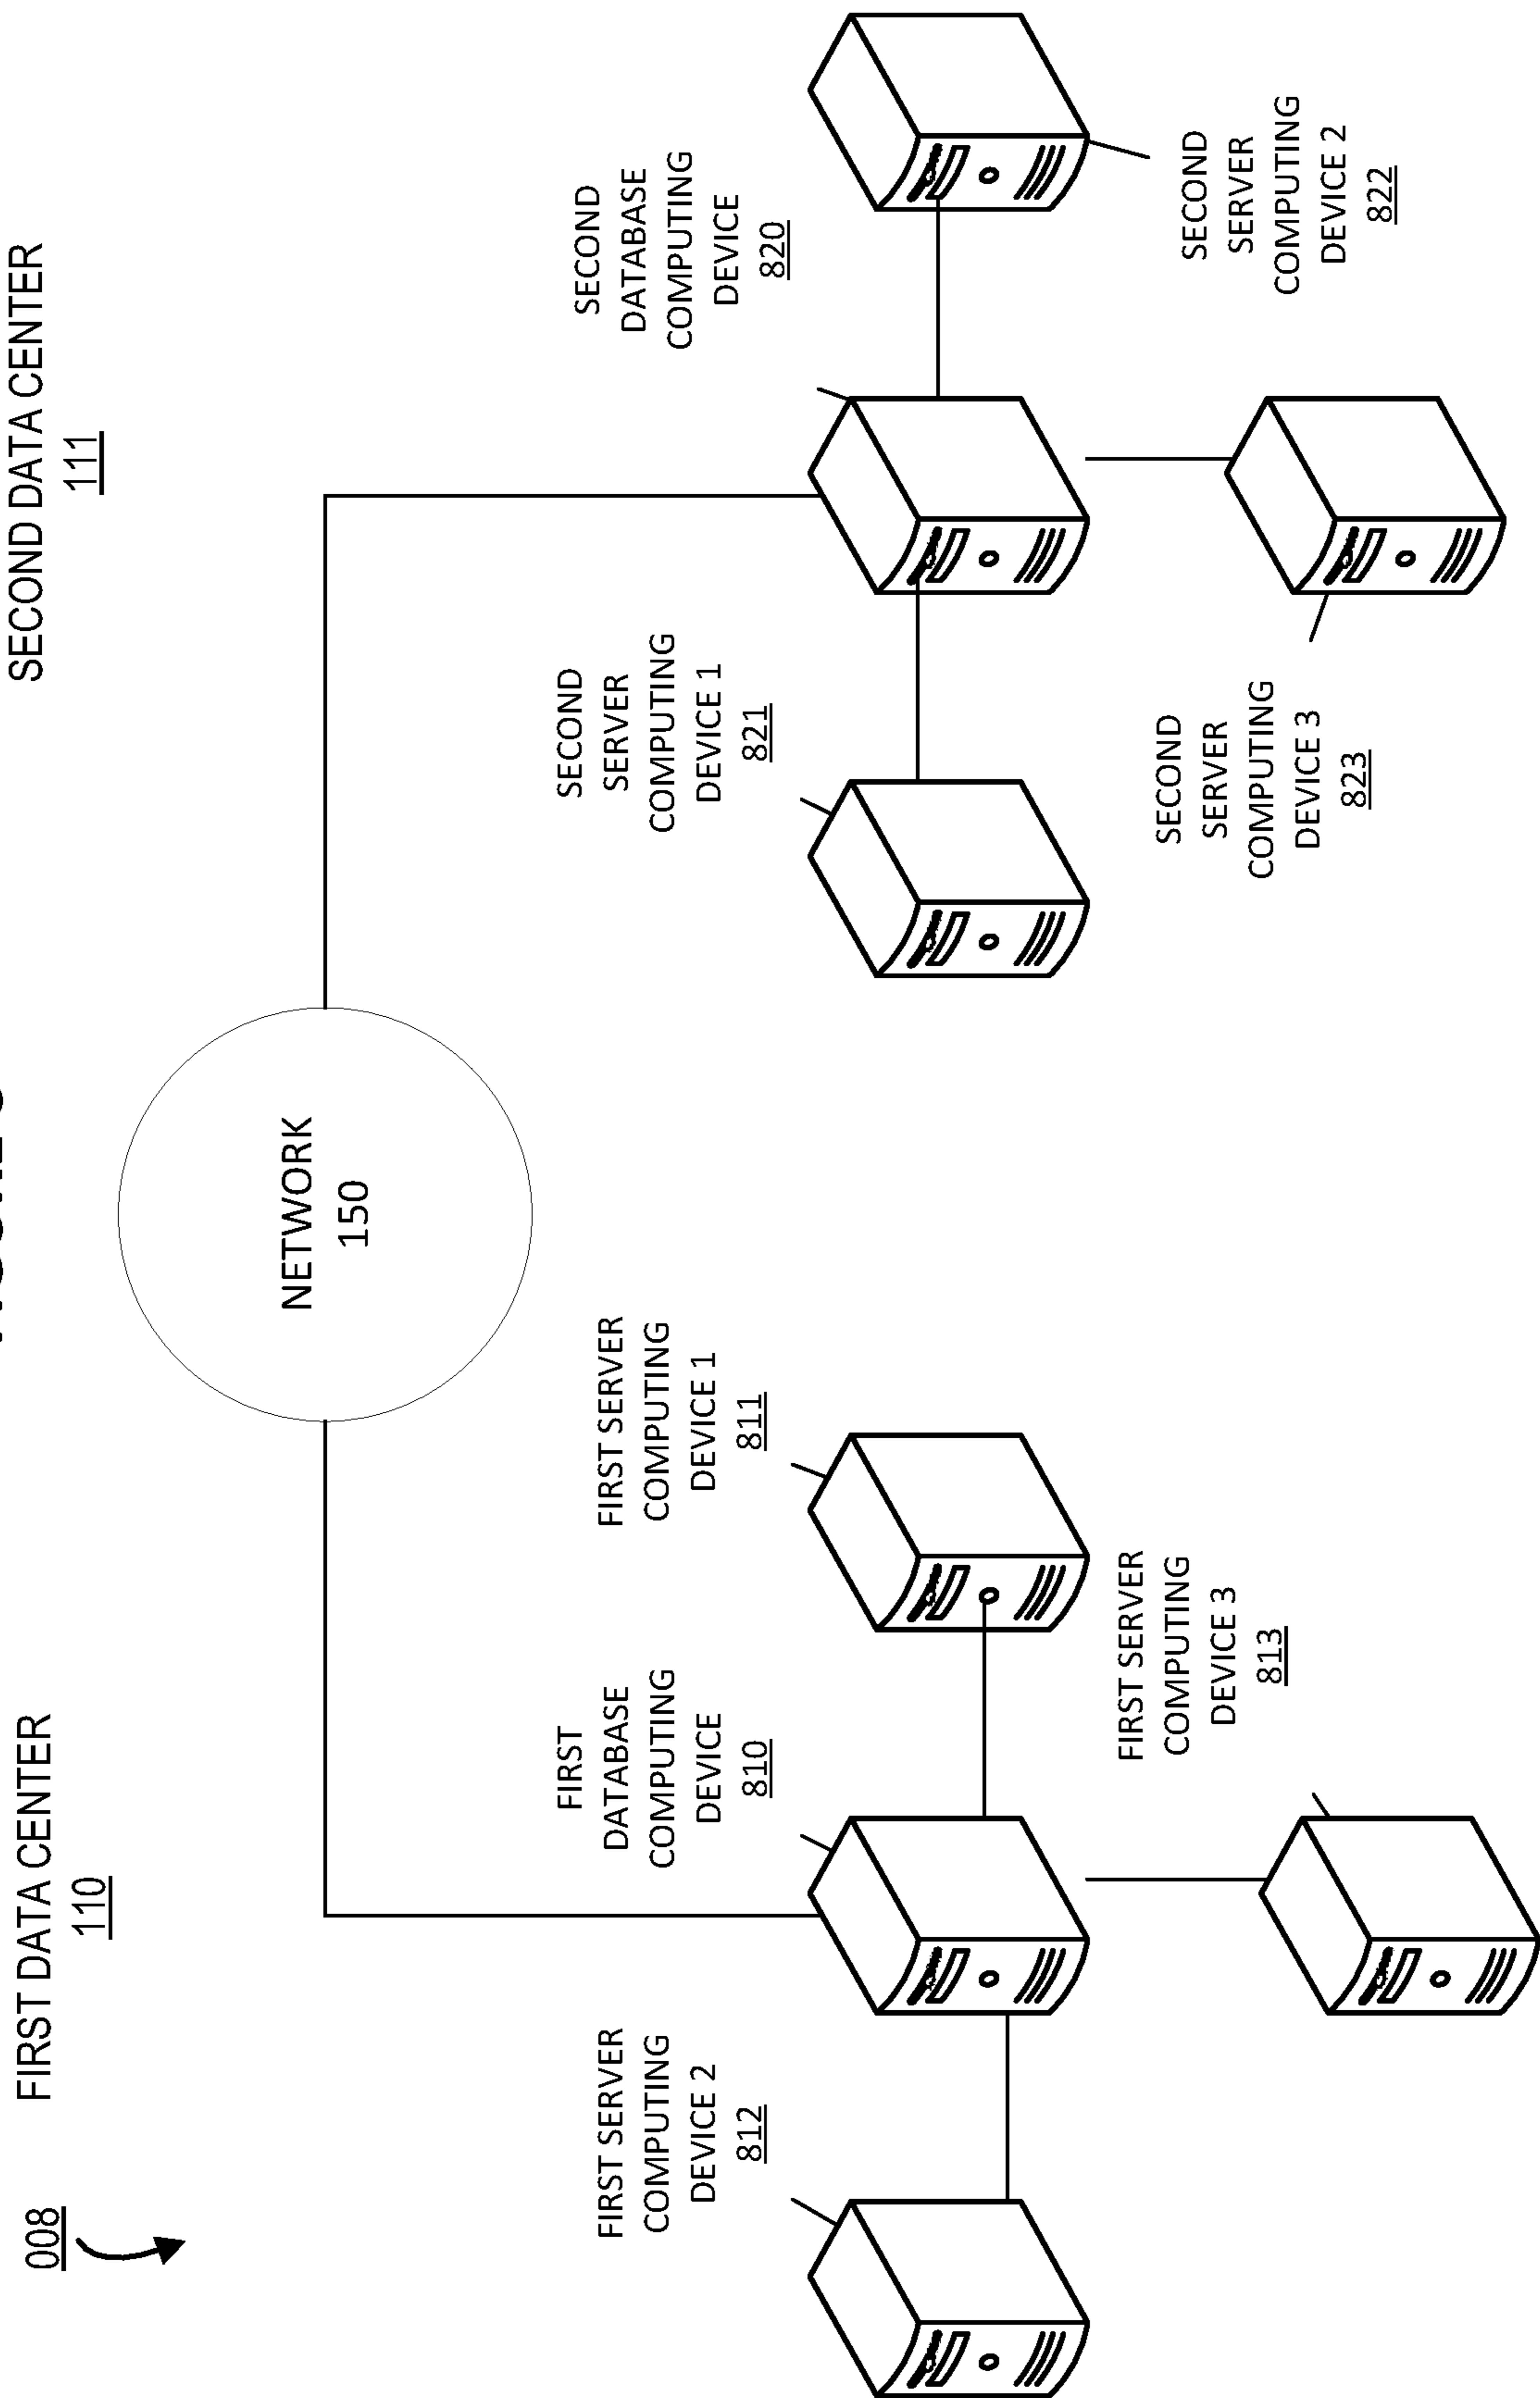 800
FIRST DATA CENTER
110
SECOND DATA CENTER
111
NETWORK
150
FIRST SERVER
COMPUTING
DEVICE 2
812
FIRST
DATABASE
COMPUTING
DEVICE
810
FIRST SERVER
COMPUTING
DEVICE 1
811
SECOND
SERVER
COMPUTING
DEVICE 1
821
SECOND
DATABASE
COMPUTING
DEVICE
820
FIRST SERVER
COMPUTING
DEVICE 3
813
SECOND
SERVER
COMPUTING
DEVICE 3
823
SECOND
SERVER
COMPUTING
DEVICE 2
822